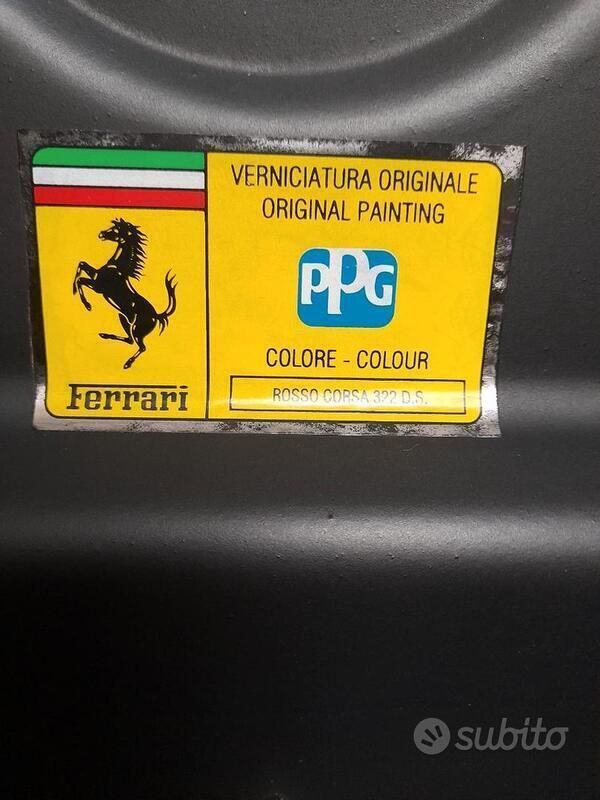 VERNICIATURA ORIGINALE
ORIGINAL PAINTING
PPG
COLORE - COLOUR
ROSSO CORSA 322 D.S.
Ferrari
subito